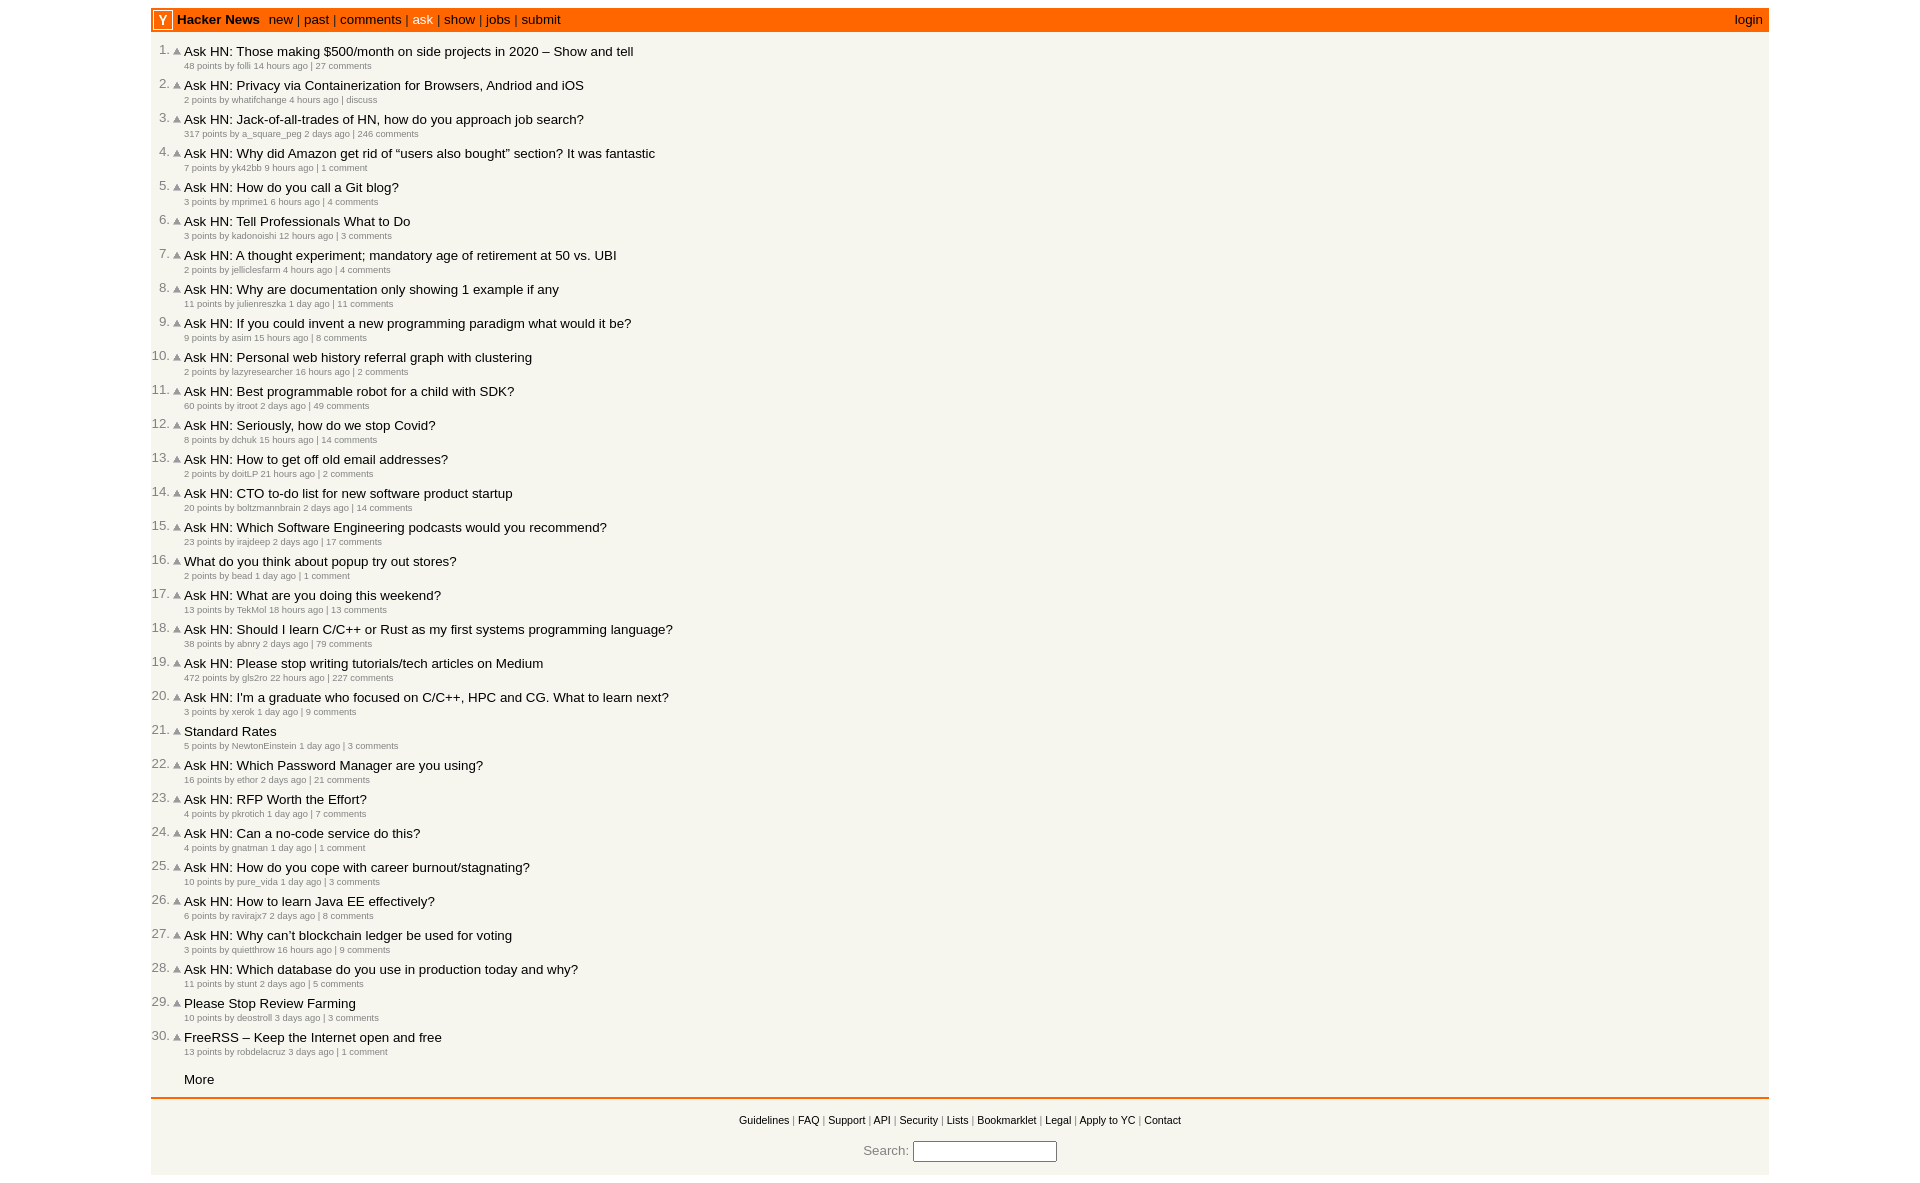 Y Hacker News new | past | comments | ask | show | jobs | submit login
1. Ask HN: Those making $500/month on side projects in 2020 – Show and tell
48 points by folli 14 hours ago | 27 comments
2. Ask HN: Privacy via Containerization for Browsers, Andriod and iOS
2 points by whatifchange 4 hours ago | discuss
3. Ask HN: Jack-of-all-trades of HN, how do you approach job search?
317 points by a_square_peg 2 days ago | 246 comments
4. Ask HN: Why did Amazon get rid of “users also bought” section? It was fantastic
7 points by yk42bb 9 hours ago | 1 comment
5. Ask HN: How do you call a Git blog?
3 points by mprime1 6 hours ago | 4 comments
6. Ask HN: Tell Professionals What to Do
3 points by kadonoishi 12 hours ago | 3 comments
7. Ask HN: A thought experiment; mandatory age of retirement at 50 vs. UBI
2 points by jelliclesfarm 4 hours ago | 4 comments
8. Ask HN: Why are documentation only showing 1 example if any
11 points by julienreszka 1 day ago | 11 comments
9. Ask HN: If you could invent a new programming paradigm what would it be?
9 points by asim 15 hours ago | 8 comments
10. Ask HN: Personal web history referral graph with clustering
2 points by lazyresearcher 16 hours ago | 2 comments
11. Ask HN: Best programmable robot for a child with SDK?
60 points by itroot 2 days ago | 49 comments
12. Ask HN: Seriously, how do we stop Covid?
8 points by dchuk 15 hours ago | 14 comments
13. Ask HN: How to get off old email addresses?
2 points by doitLP 21 hours ago | 2 comments
14. Ask HN: CTO to-do list for new software product startup
20 points by boltzmannbrain 2 days ago | 14 comments
15. Ask HN: Which Software Engineering podcasts would you recommend?
23 points by irajdeep 2 days ago | 17 comments
16. What do you think about popup try out stores?
2 points by bead 1 day ago | 1 comment
17. Ask HN: What are you doing this weekend?
13 points by TekMol 18 hours ago | 13 comments
18. Ask HN: Should I learn C/C++ or Rust as my first systems programming language?
38 points by abnry 2 days ago | 79 comments
19. Ask HN: Please stop writing tutorials/tech articles on Medium
472 points by gls2ro 22 hours ago | 227 comments
20. Ask HN: I'm a graduate who focused on C/C++, HPC and CG. What to learn next?
3 points by xerok 1 day ago | 9 comments
21. Standard Rates
5 points by NewtonEinstein 1 day ago | 3 comments
22. Ask HN: Which Password Manager are you using?
16 points by ethor 2 days ago | 21 comments
23. Ask HN: RFP Worth the Effort?
4 points by pkrotich 1 day ago | 7 comments
24. Ask HN: Can a no-code service do this?
4 points by gnatman 1 day ago | 1 comment
25. Ask HN: How do you cope with career burnout/stagnating?
10 points by pure_vida 1 day ago | 3 comments
26. Ask HN: How to learn Java EE effectively?
6 points by ravirajx7 2 days ago | 8 comments
27. Ask HN: Why can’t blockchain ledger be used for voting
3 points by quietthrow 16 hours ago | 9 comments
28. Ask HN: Which database do you use in production today and why?
11 points by stunt 2 days ago | 5 comments
29. Please Stop Review Farming
10 points by deostroll 3 days ago | 3 comments
30. FreeRSS – Keep the Internet open and free
13 points by robdelacruz 3 days ago | 1 comment
More
Guidelines | FAQ | Support | API | Security | Lists | Bookmarklet | Legal | Apply to YC | Contact
Search: